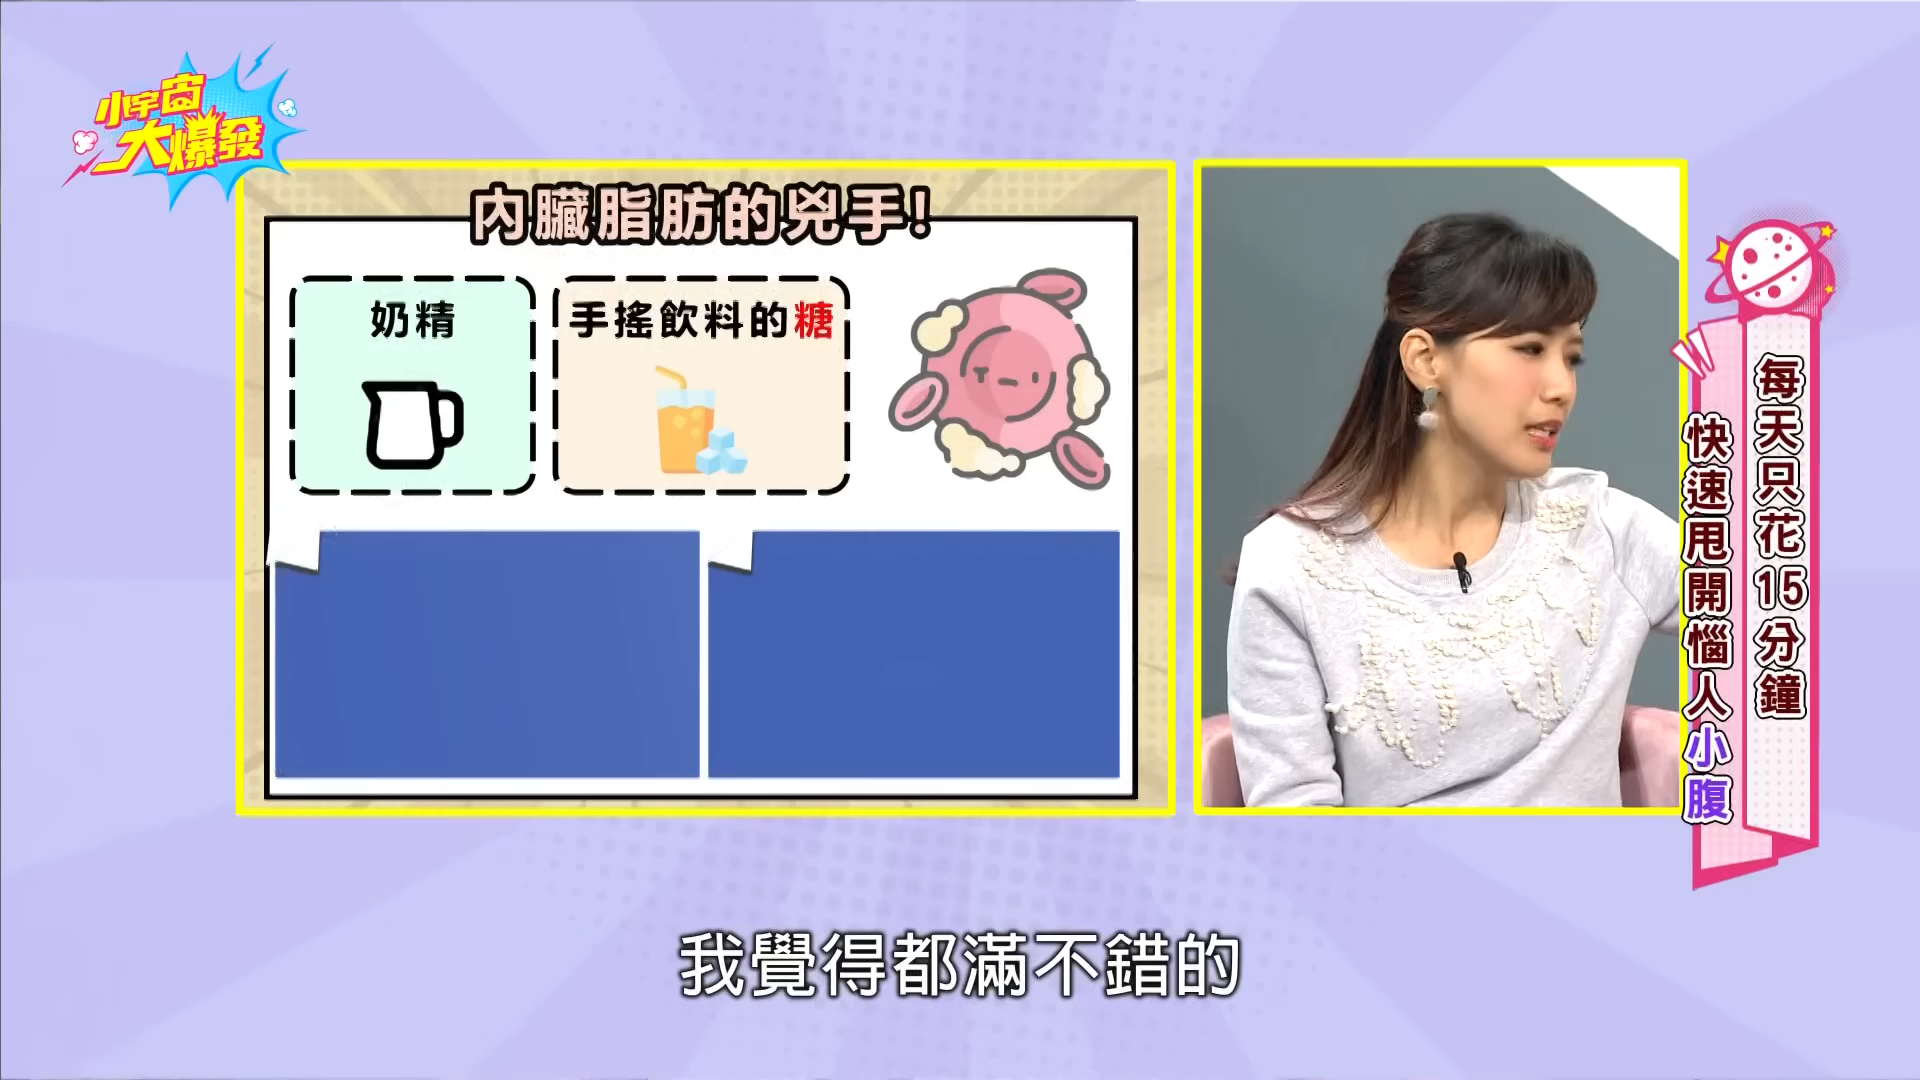 小宇宙
大爆發
內臟脂肪的兇手!
奶精
手搖飲料的糖
每天只花15分鐘
快速甩開惱人小腹
我覺得都滿不錯的